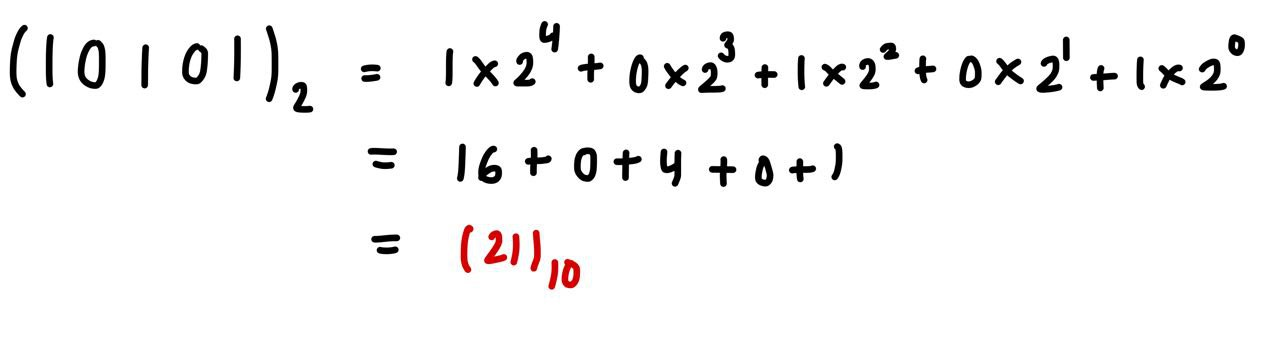 (10101)₂ = 1×2⁴ + 0×2³ + 1×2² + 0×2¹ + 1×2⁰
= 16 + 0 + 4 + 0 + 1
= (21)₁₀